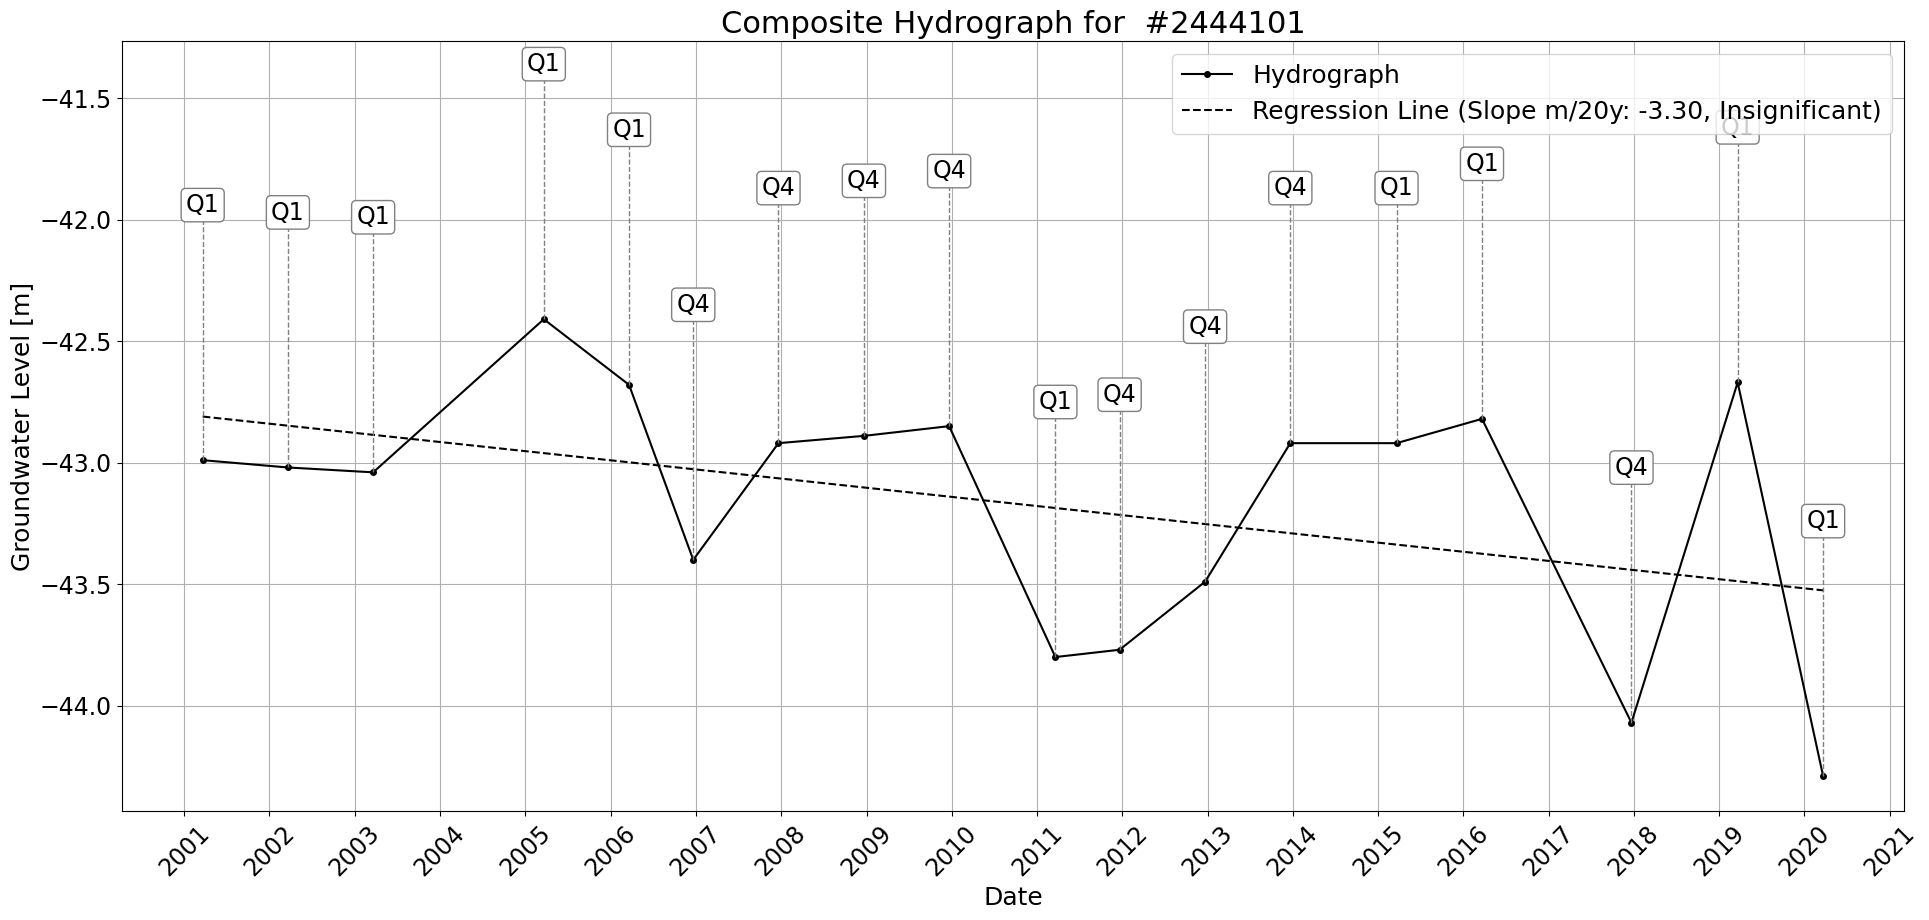 Composite Hydrograph for #2444101
Hydrograph
Regression Line (Slope m/20y: -3.30, Insignificant)
Groundwater Level [m]
−41.5
−42.0
−42.5
−43.0
−43.5
−44.0
Q1
Q1
Q1
Q1
Q1
Q4
Q4
Q4
Q4
Q1
Q4
Q4
Q4
Q1
Q1
Q4
Q1
Q1
2001
2002
2003
2004
2005
2006
2007
2008
2009
2010
2011
2012
2013
2014
2015
2016
2017
2018
2019
2020
2021
Date